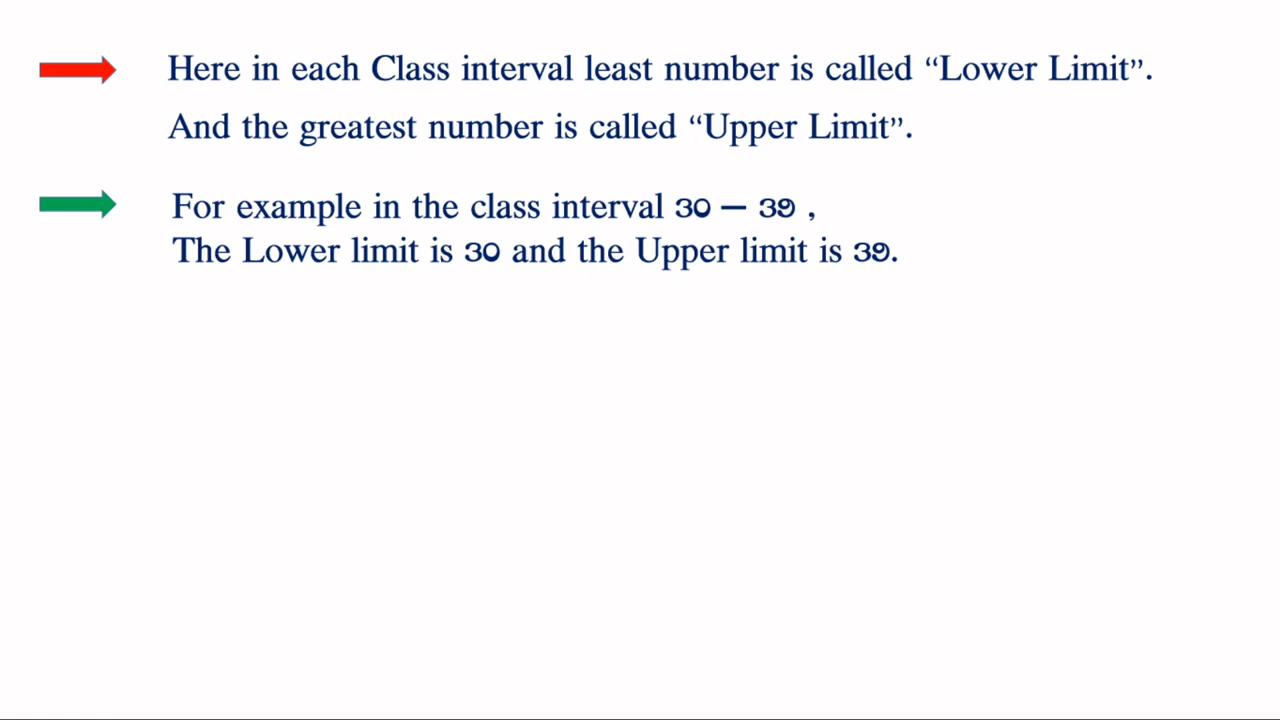 Here in each Class interval least number is called “Lower Limit”.
And the greatest number is called “Upper Limit”.
For example in the class interval 30 – 39 ,
The Lower limit is 30 and the Upper limit is 39.